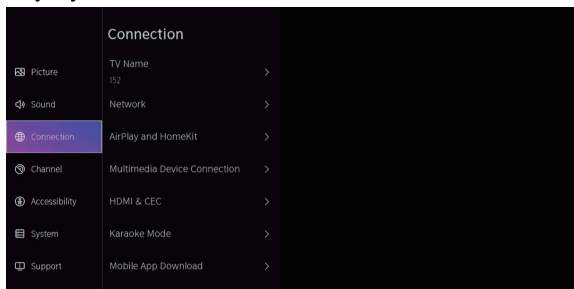 Connection
Picture
Sound
Connection
Channel
Accessibility
System
Support
TV Name
152
Network
AirPlay and HomeKit
Multimedia Device Connection
HDMI & CEC
Karaoke Mode
Mobile App Download